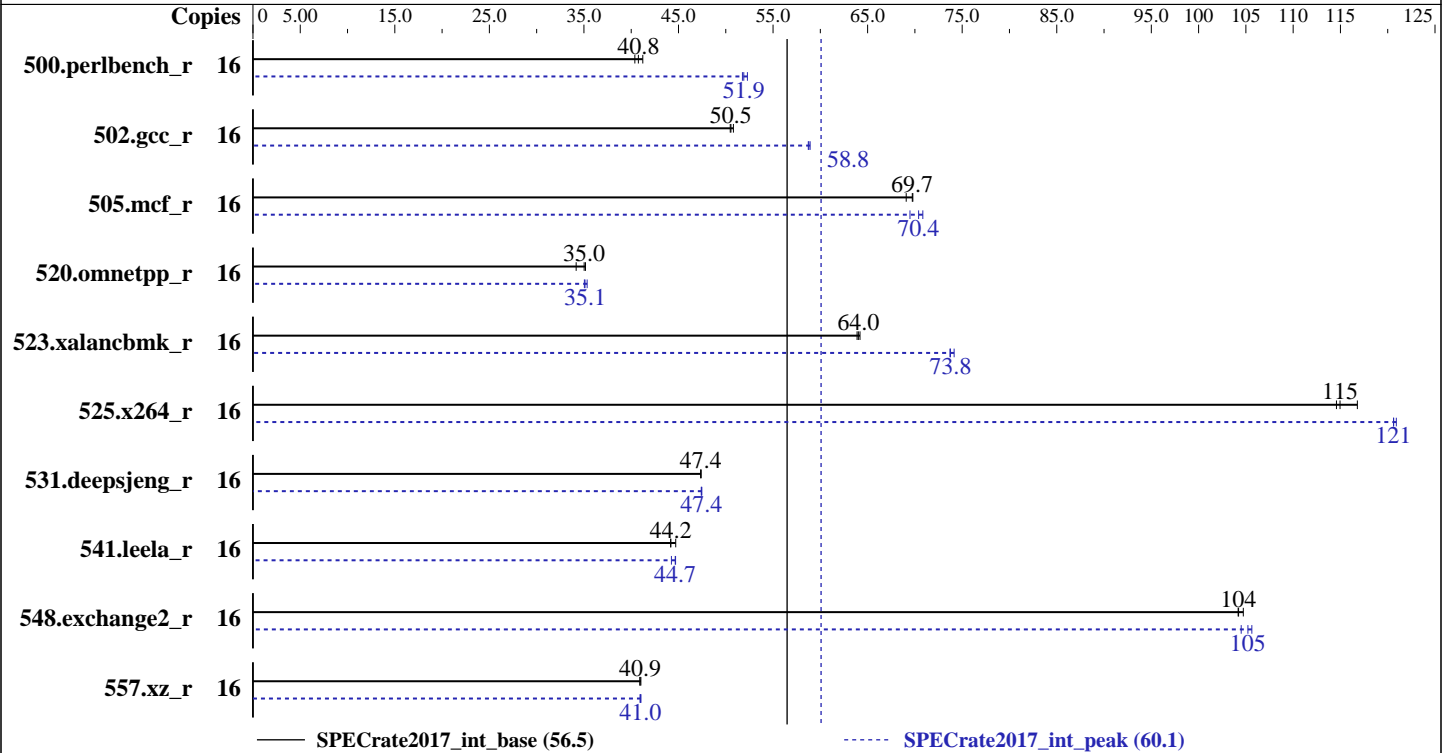 Copies 0 5.00 15.0 25.0 35.0 45.0 55.0 65.0 75.0 85.0 95.0 100 105 110 115 125
40.8
500.perlbench_r 16
51.9
50.5
502.gcc_r 16
58.8
69.7
505.mcf_r 16
70.4
35.0
520.omnetpp_r 16
35.1
64.0
523.xalancbmk_r 16
73.8
115
525.x264_r 16
121
47.4
531.deepsjeng_r 16
47.4
44.2
541.leela_r 16
44.7
104
548.exchange2_r 16
105
40.9
557.xz_r 16
41.0
SPECrate2017_int_base (56.5) SPECrate2017_int_peak (60.1)